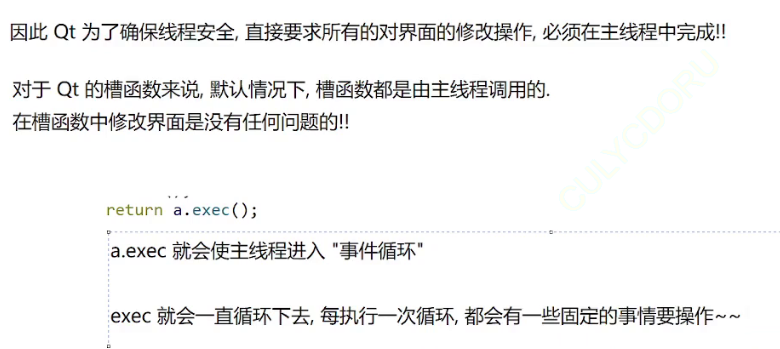 因此 Qt 为了确保线程安全, 直接要求所有的对界面的修改操作, 必须在主线程中完成!!
对于 Qt 的槽函数来说, 默认情况下, 槽函数都是由主线程调用的.
在槽函数中修改界面是没有任何问题的!!
CULYCDORU
return a.exec();
a.exec 就会使主线程进入 "事件循环"
exec 就会一直循环下去, 每执行一次循环, 都会有一些固定的事情要操作~~